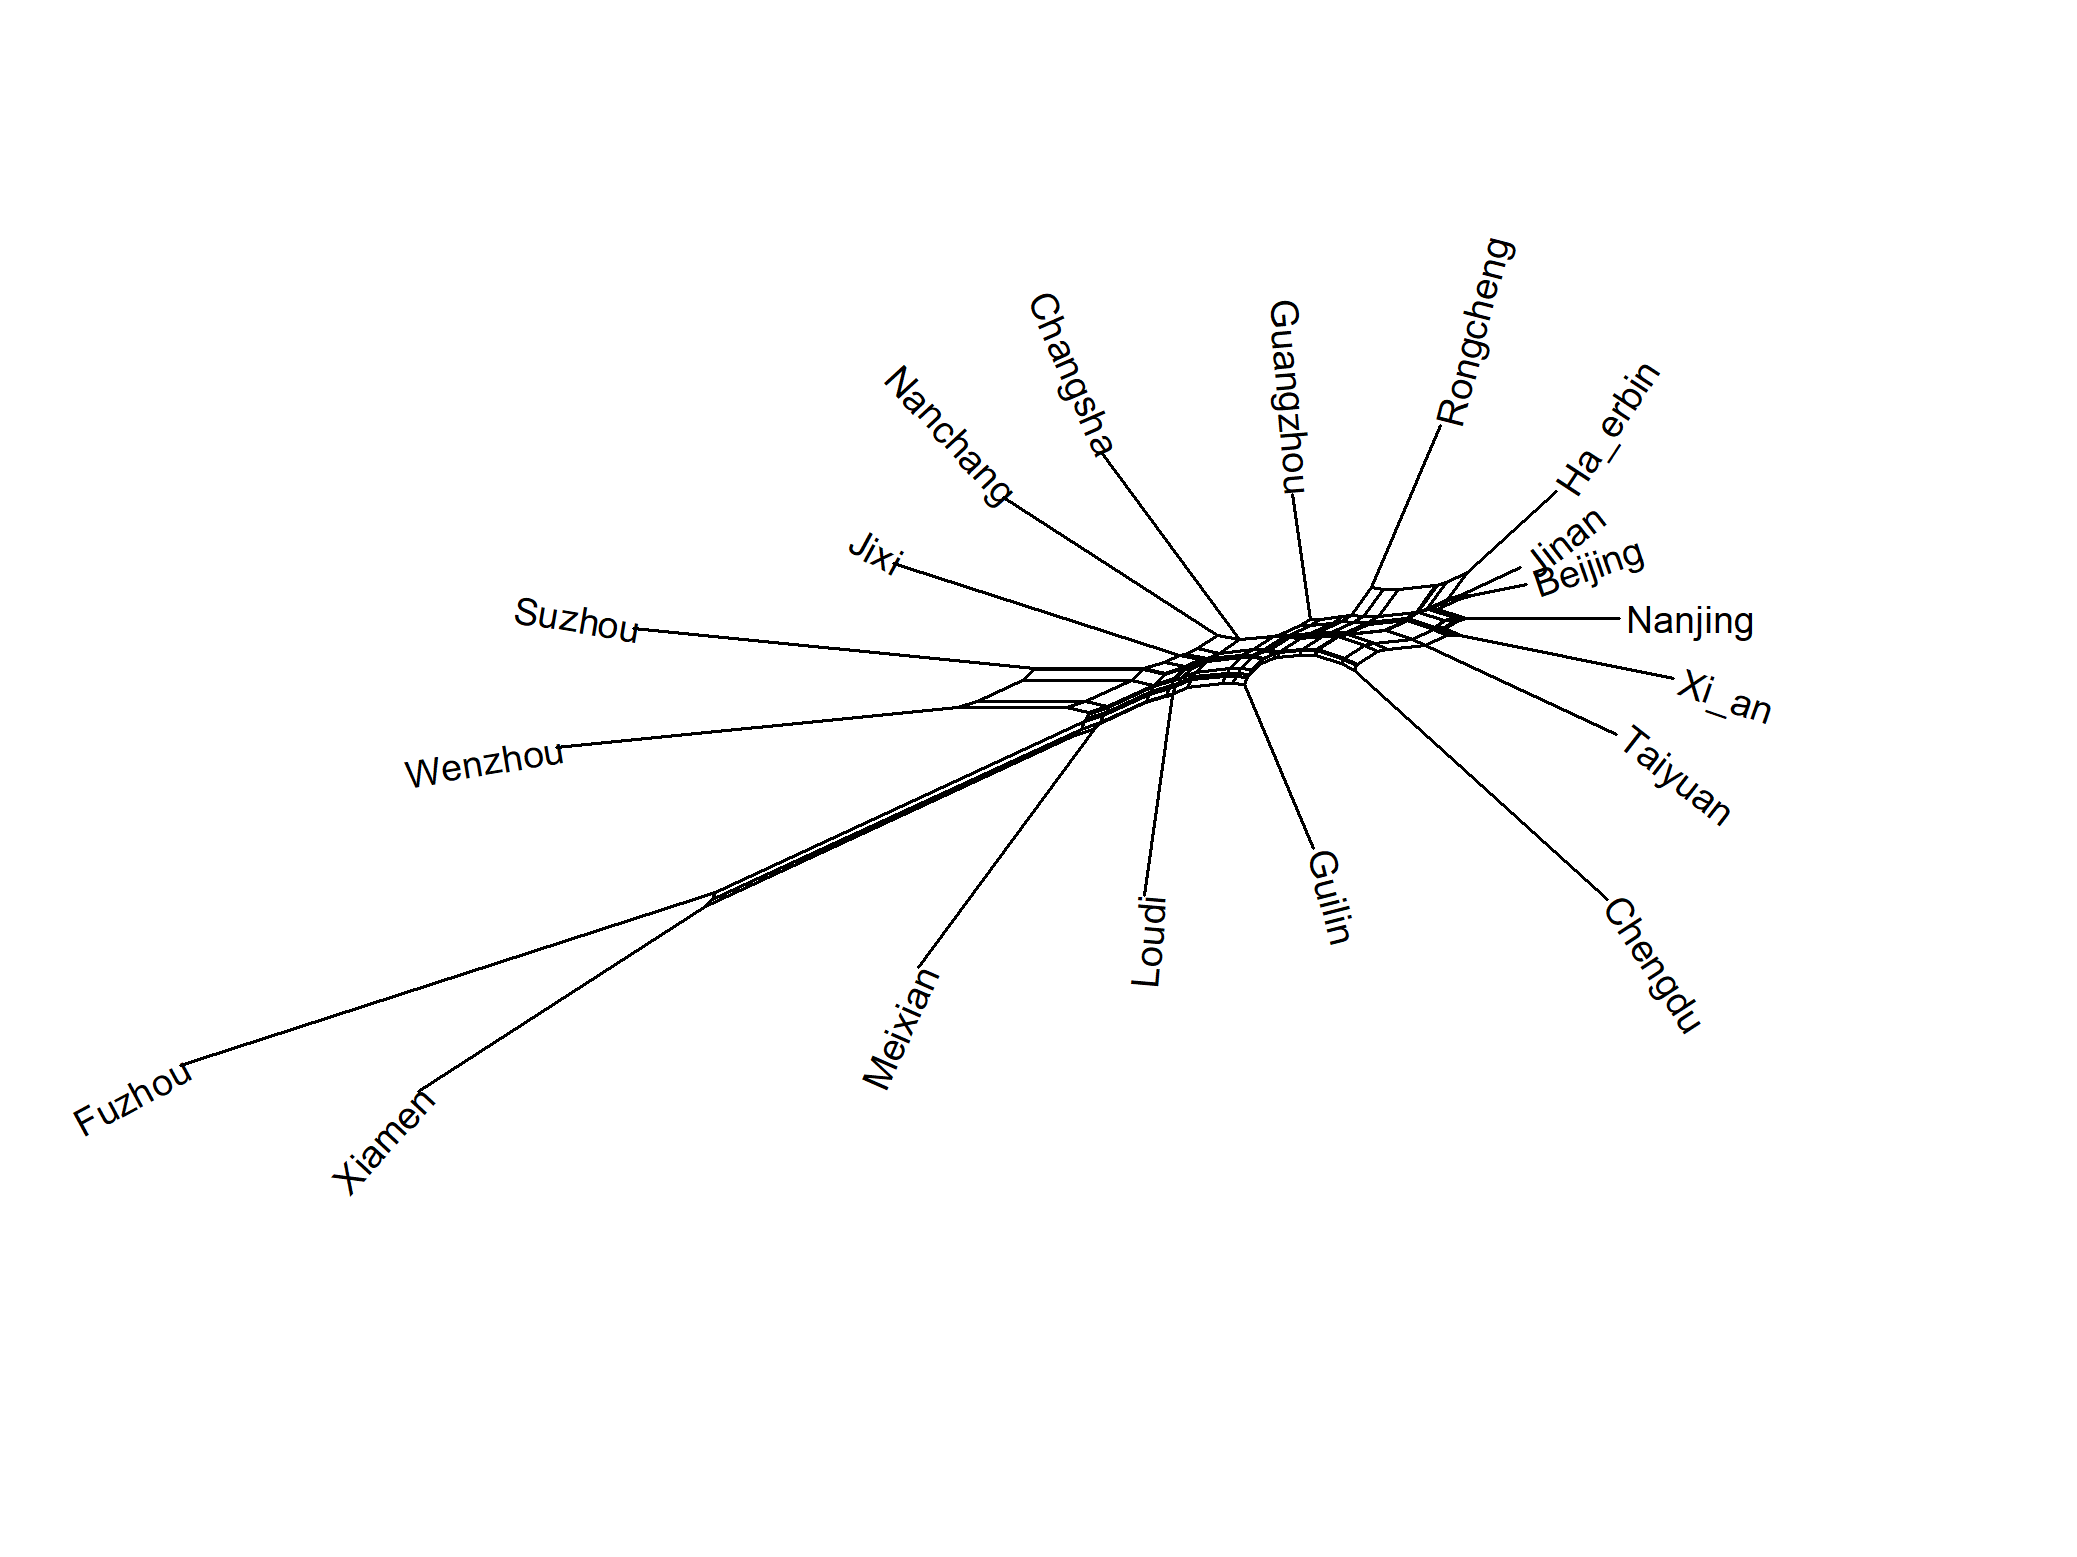 Rongcheng
Changsha
Guangzhou
Ha_erbin
Nanchang
Jinan
Jixi
Beijing
Suzhou
Nanjing
Xi_an
Wenzhou
Taiyuan
Guilin
Loudi
Chengdu
Meixian
Fuzhou
Xiamen